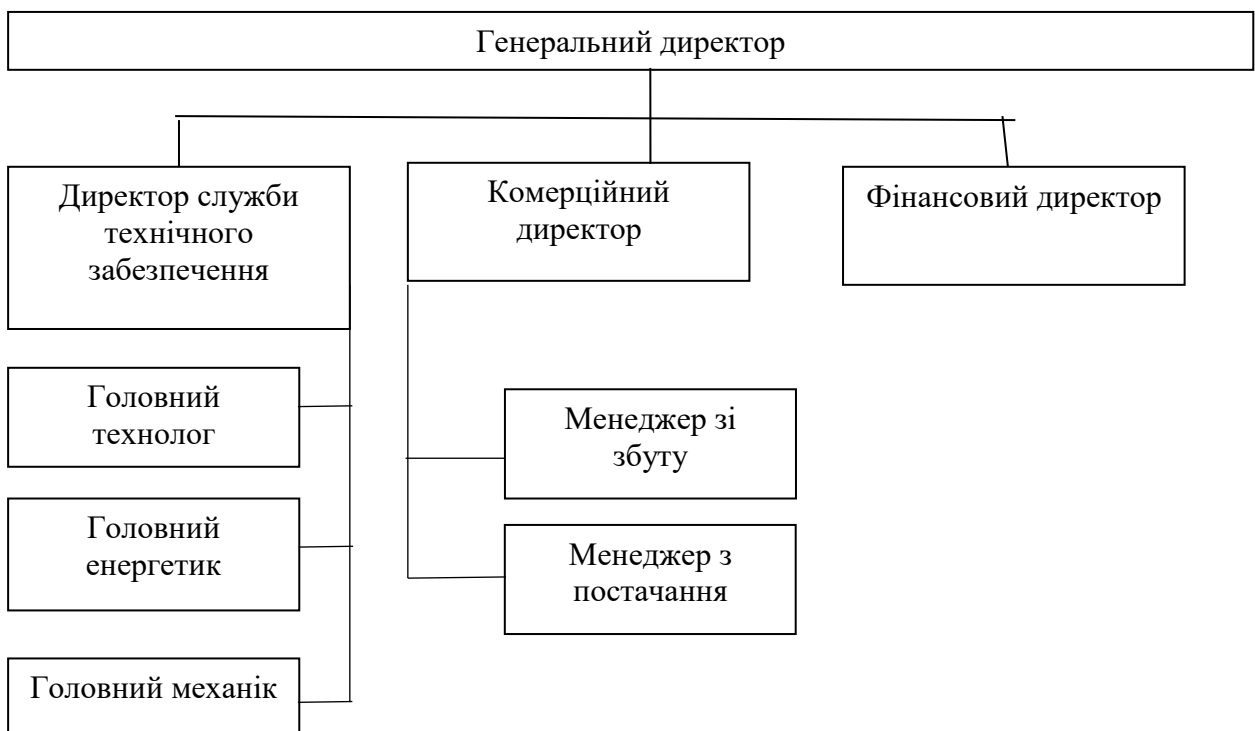 Генеральний директор
Директор служби
технічного
забезпечення
Комерційний
директор
Фінансовий директор
Головний
технолог
Головний
енергетик
Головний механік
Менеджер зі
збуту
Менеджер з
постачання